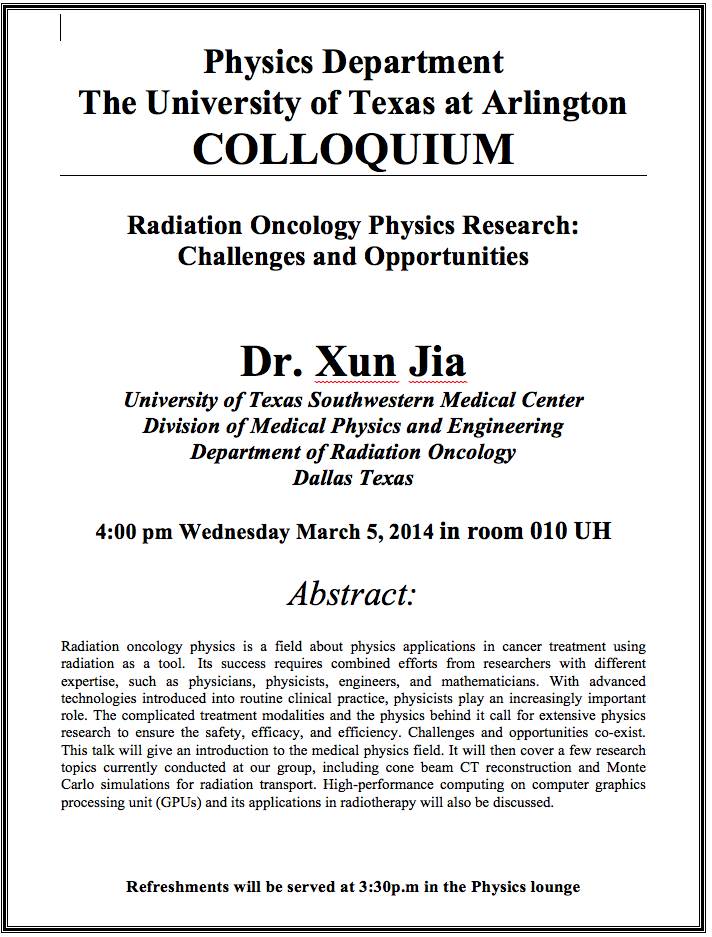 Physics Department
The University of Texas at Arlington
COLLOQUIUM
Radiation Oncology Physics Research:
Challenges and Opportunities
Dr. Xun Jia
University of Texas Southwestern Medical Center
Division of Medical Physics and Engineering
Department of Radiation Oncology
Dallas Texas
4:00 pm Wednesday March 5, 2014 in room 010 UH
Abstract:
Radiation oncology physics is a field about physics applications in cancer treatment using
radiation as a tool. Its success requires combined efforts from researchers with different
expertise, such as physicians, physicists, engineers, and mathematicians. With advanced
technologies introduced into routine clinical practice, physicists play an increasingly important
role. The complicated treatment modalities and the physics behind it call for extensive physics
research to ensure the safety, efficacy, and efficiency. Challenges and opportunities co-exist.
This talk will give an introduction to the medical physics field. It will then cover a few research
topics currently conducted at our group, including cone beam CT reconstruction and Monte
Carlo simulations for radiation transport. High-performance computing on computer graphics
processing unit (GPUs) and its applications in radiotherapy will also be discussed.
Refreshments will be served at 3:30p.m in the Physics lounge